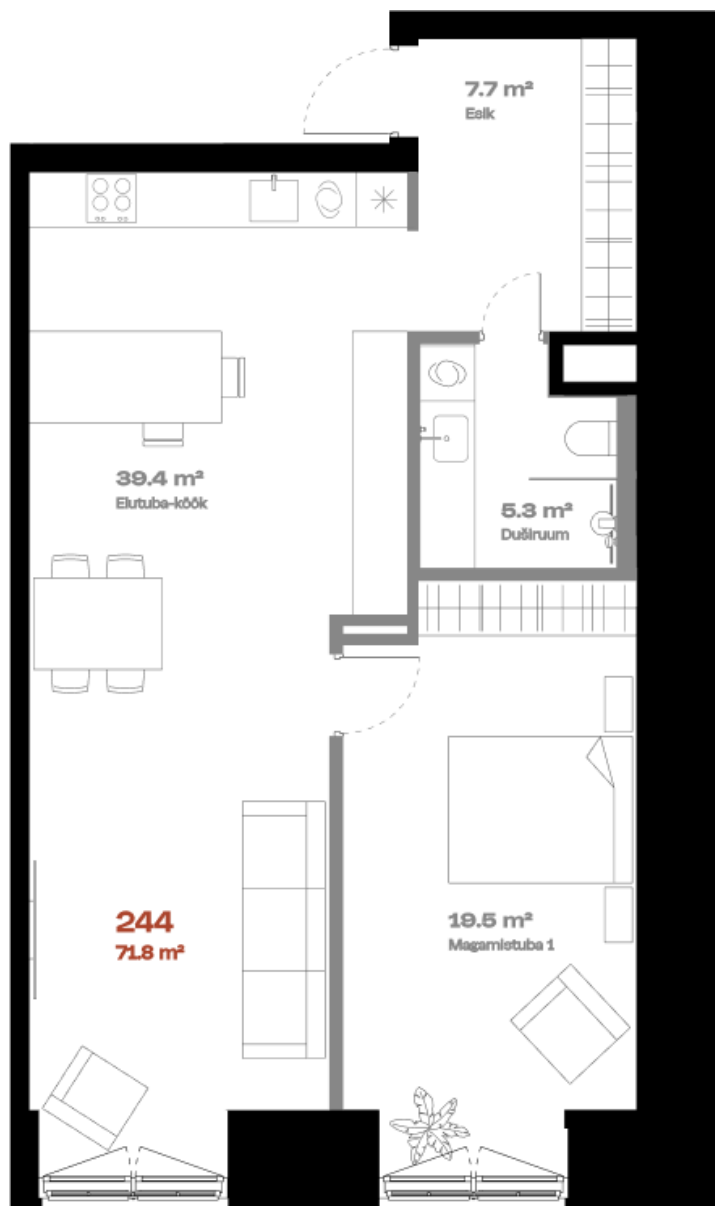 7.7 m²
Esik
39.4 m²
Elutuba-köök
5.3 m²
Duširuum
244
71.8 m²
19.5 m²
Magamistuba 1